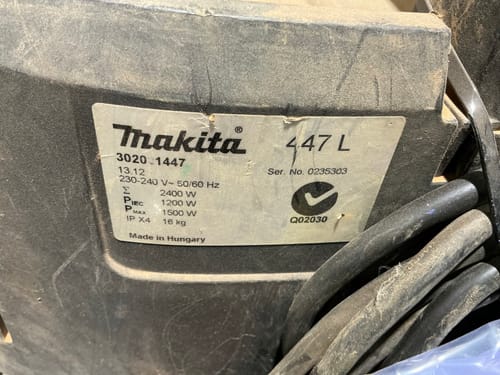 makita® 447 L
3020 1447
13.12 Ser. No. 0235303
230-240 V~ 50/60 Hz
Σ 2400 W
PIEC 1200 W
PMAX 1500 W
Q02030
IP X4 16 kg
Made in Hungary